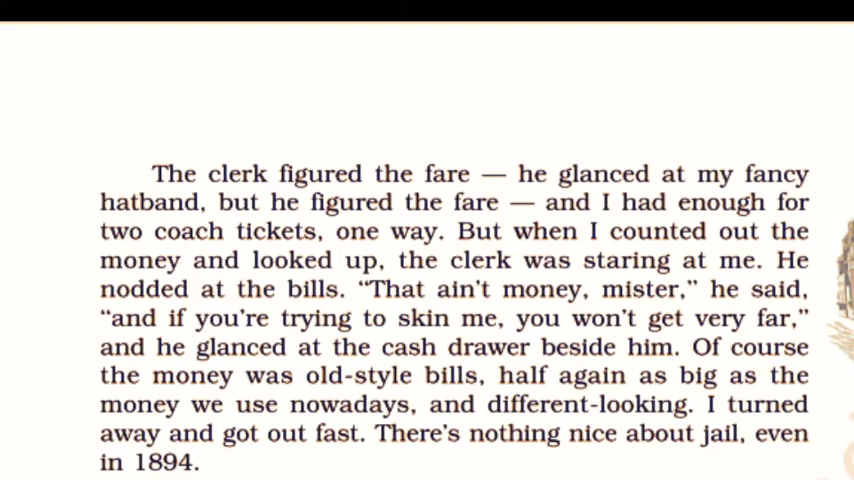 The clerk figured the fare — he glanced at my fancy
hatband, but he figured the fare — and I had enough for
two coach tickets, one way. But when I counted out the
money and looked up, the clerk was staring at me. He
nodded at the bills. “That ain’t money, mister,” he said,
“and if you’re trying to skin me, you won’t get very far,”
and he glanced at the cash drawer beside him. Of course
the money was old-style bills, half again as big as the
money we use nowadays, and different-looking. I turned
away and got out fast. There’s nothing nice about jail, even
in 1894.